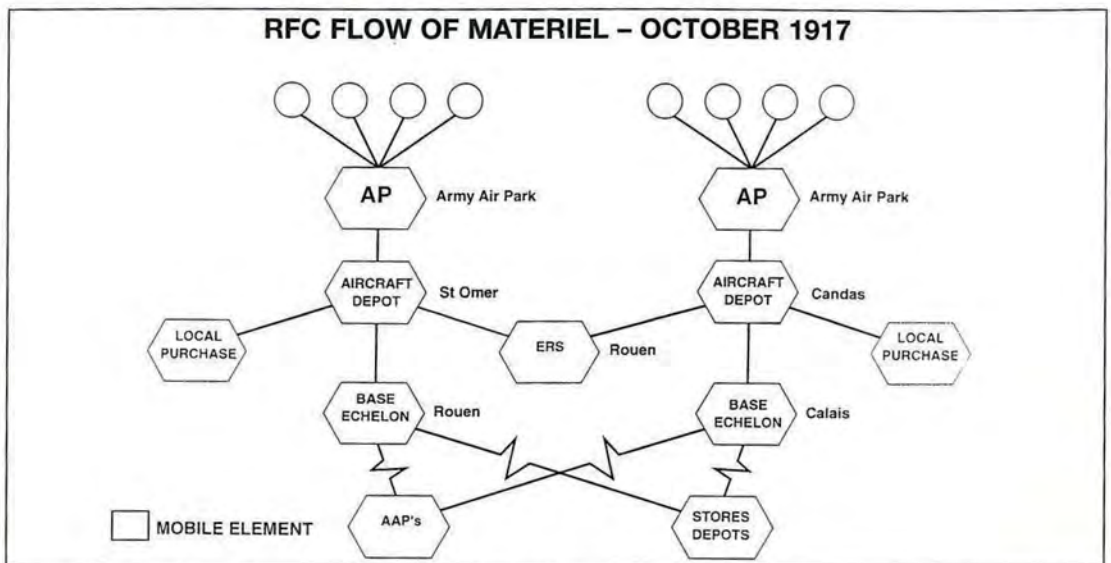 RFC FLOW OF MATERIEL – OCTOBER 1917
AP
Army Air Park
AP
Army Air Park
AIRCRAFT
DEPOT
St Omer
AIRCRAFT
DEPOT
Candas
LOCAL
PURCHASE
ERS
Rouen
LOCAL
PURCHASE
BASE
ECHELON
Rouen
BASE
ECHELON
Calais
AAP's
STORES
DEPOTS
MOBILE ELEMENT